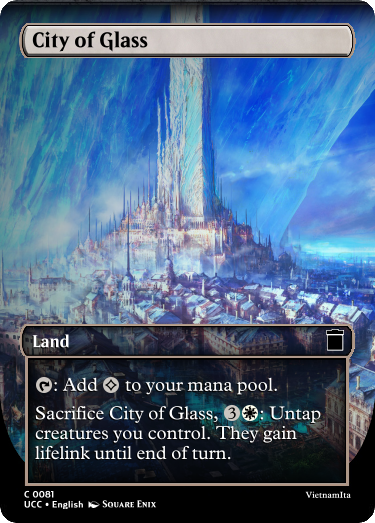 City of Glass
Land
: Add to your mana pool.
Sacrifice City of Glass, 3 : Untap
creatures you control. They gain
lifelink until end of turn.
C 0081
UCC • English SQUARE ENIX
VietnamIta